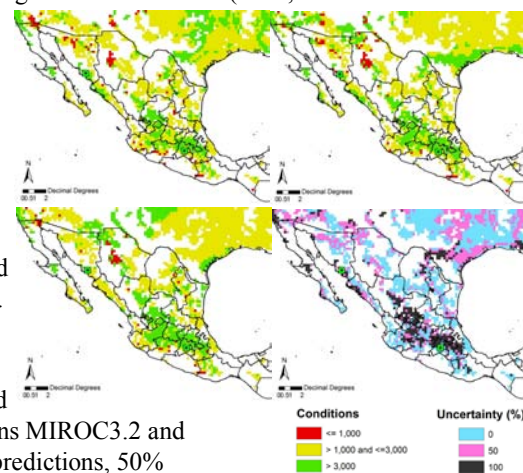 N
00.51 2
Decimal Degrees
N
00.51 2
Decimal Degrees
N
00.51 2
Decimal Degrees
N
00.51 2
Decimal Degrees
ns MIROC3.2 and
predictions, 50%
Conditions
<= 1,000
> 1,000 and <=3,000
> 3,000
Uncertainty (%)
0
50
100